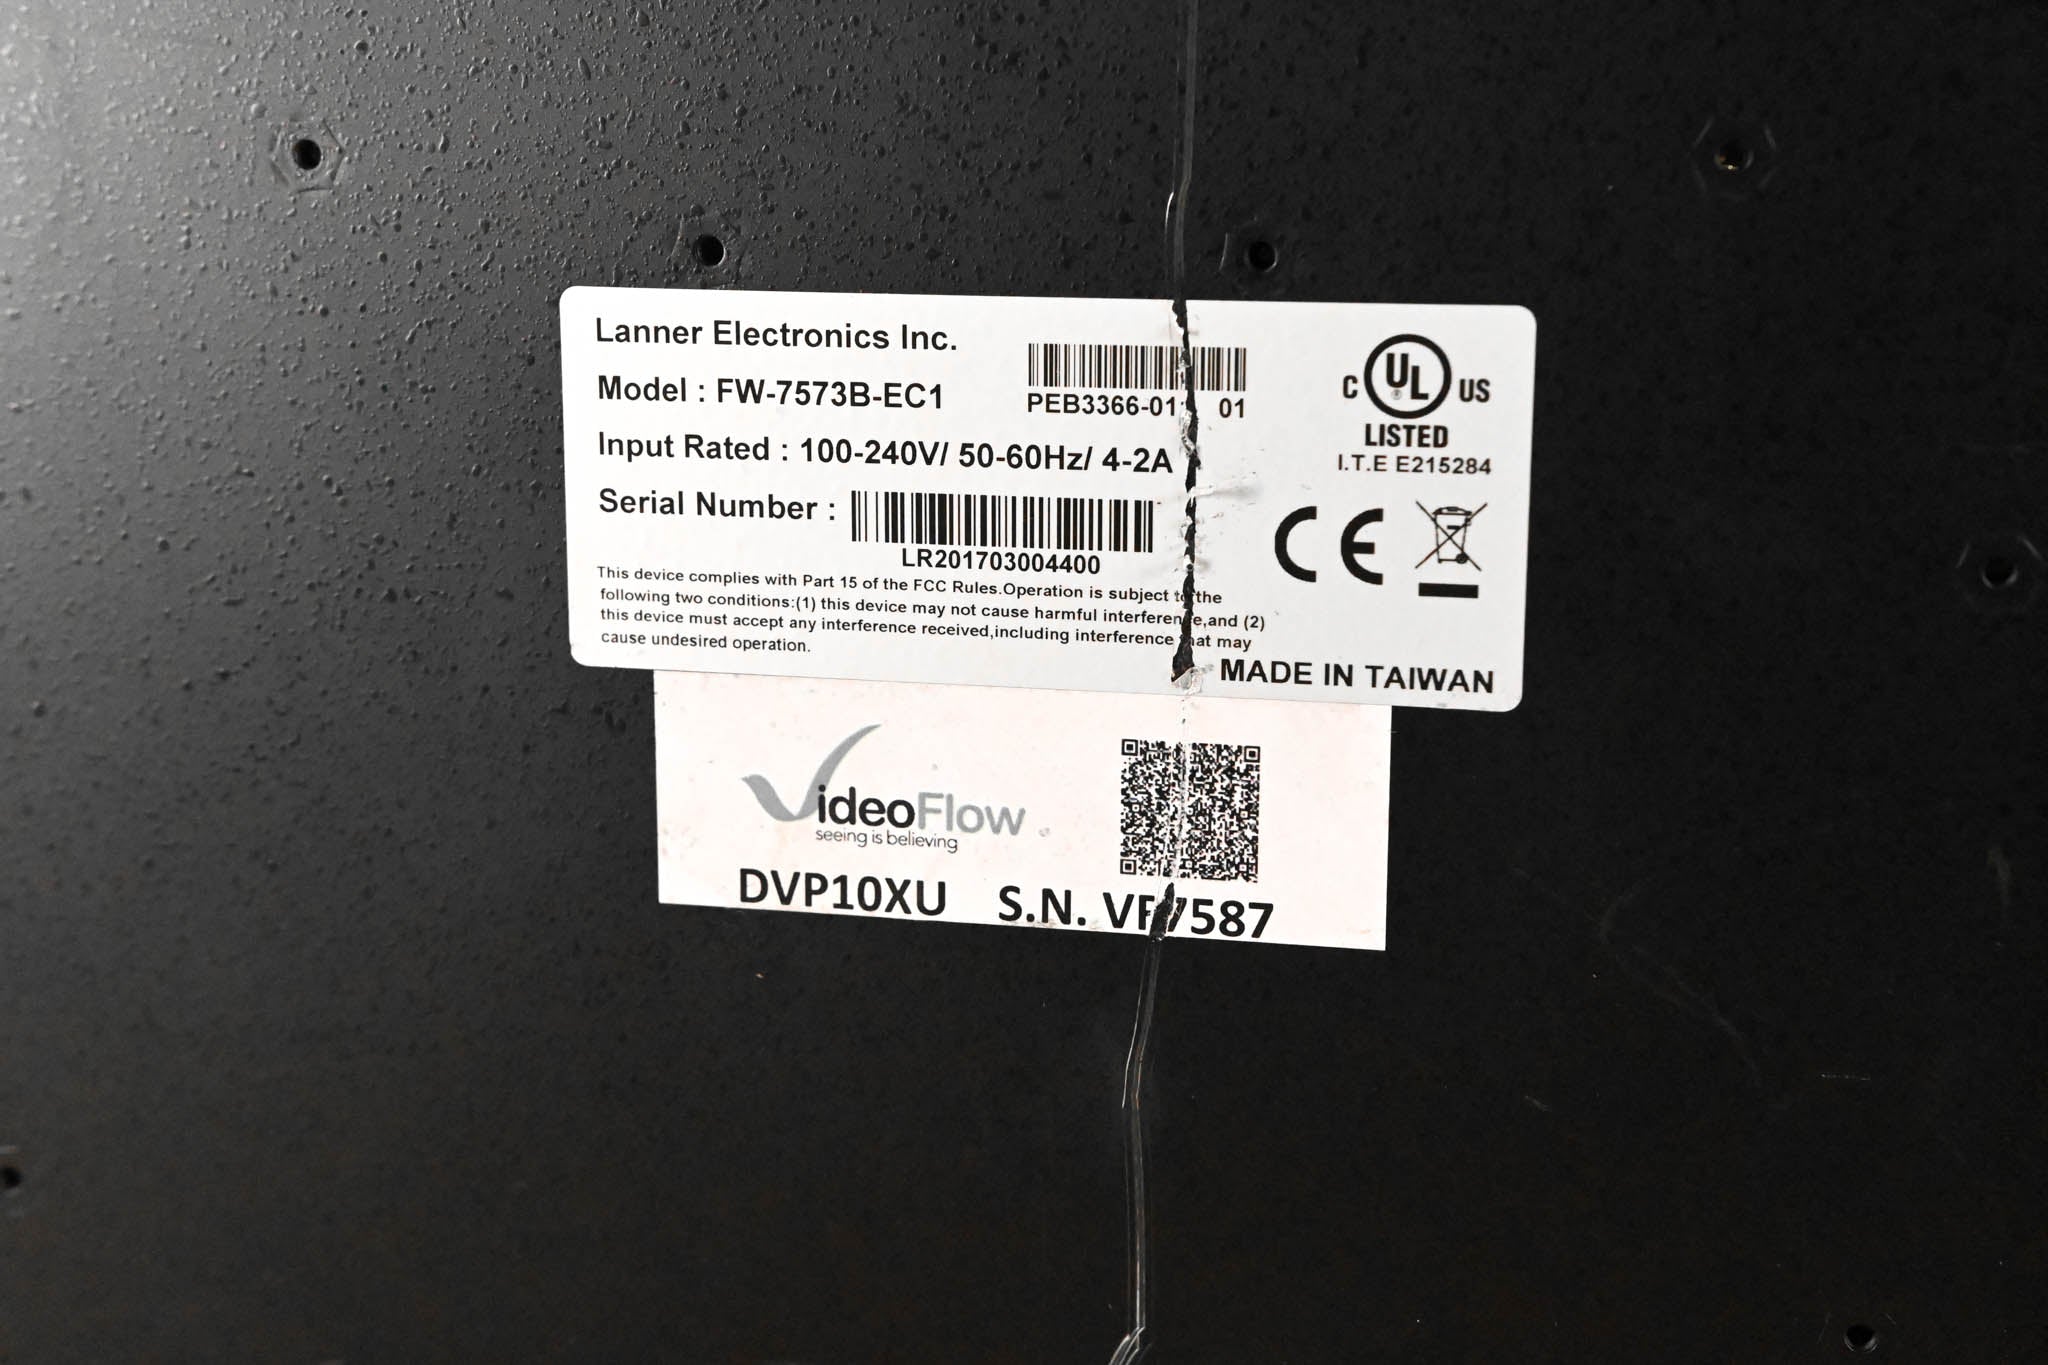 Lanner Electronics Inc.
Model : FW-7573B-EC1
PEB3366-01 01
Input Rated : 100-240V/ 50-60Hz/ 4-2A
Serial Number :
LR201703004400
C UL ® US
LISTED
I.T.E E215284
CE
This device complies with Part 15 of the FCC Rules.Operation is subject to the
following two conditions:(1) this device may not cause harmful interference,and (2)
this device must accept any interference received,including interference that may
cause undesired operation.
MADE IN TAIWAN
VideoFlow
seeing is believing
DVP10XU S.N. VF7587